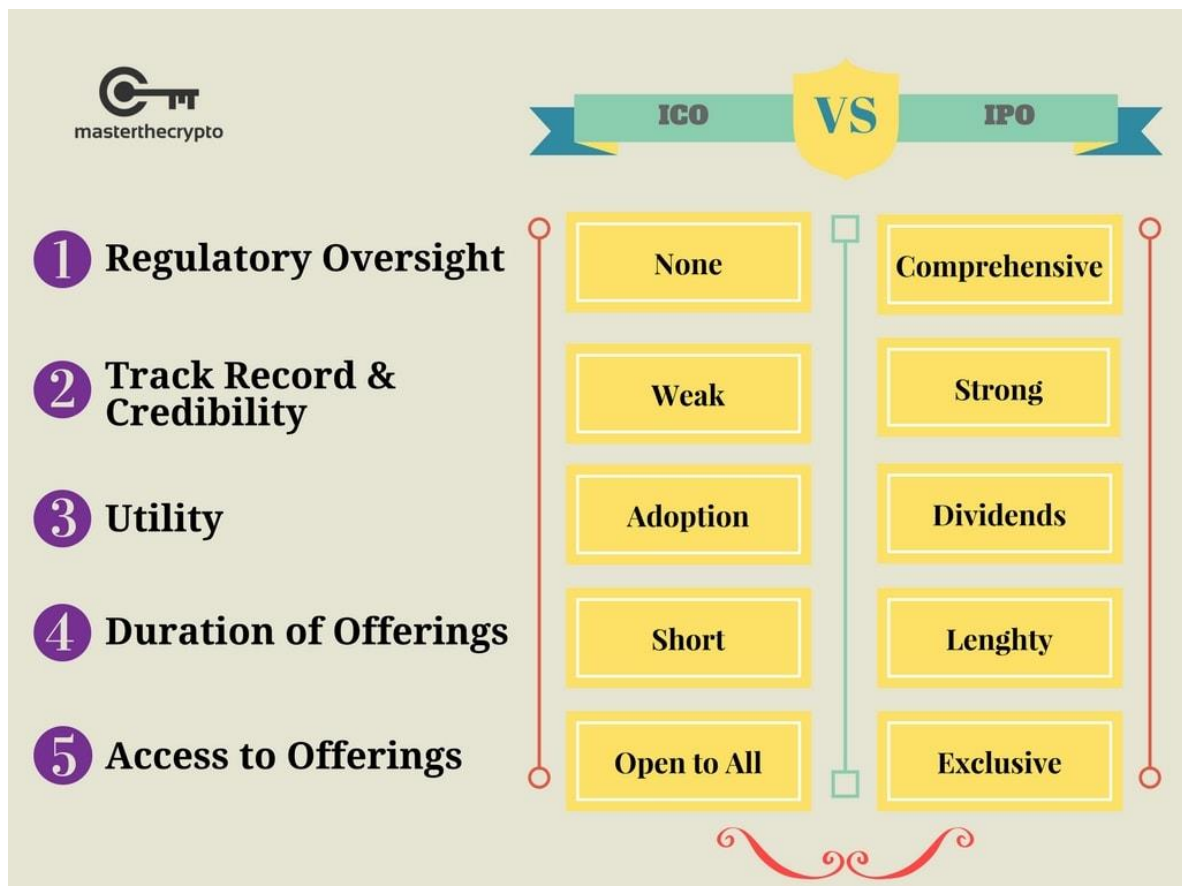 masterthecrypto
ICO VS IPO
1 Regulatory Oversight None Comprehensive
2 Track Record &
Credibility Weak Strong
3 Utility Adoption Dividends
4 Duration of Offerings Short Lenghty
5 Access to Offerings Open to All Exclusive